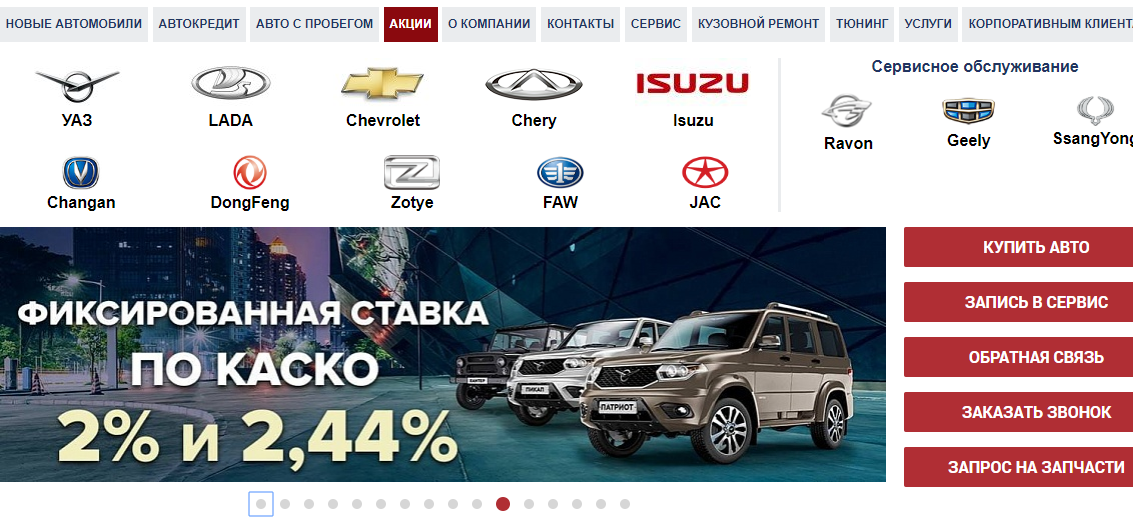 НОВЫЕ АВТОМОБИЛИ АВТОКРЕДИТ АВТО С ПРОБЕГОМ АКЦИИ О КОМПАНИИ КОНТАКТЫ СЕРВИС КУЗОВНОЙ РЕМОНТ ТЮНИНГ УСЛУГИ КОРПОРАТИВНЫМ КЛИЕНТ
Сервисное обслуживание
ISUZU
УАЗ LADA Chevrolet Chery Isuzu
Ravon Geely SsangYong
Changan DongFeng Zotye FAW JAC
ФИКСИРОВАННАЯ СТАВКА
ПО КАСКО
2% и 2,44%
ХАНТЕР
ПИКАП
ПАТРИОТ
КУПИТЬ АВТО
ЗАПИСЬ В СЕРВИС
ОБРАТНАЯ СВЯЗЬ
ЗАКАЗАТЬ ЗВОНОК
ЗАПРОС НА ЗАПЧАСТИ